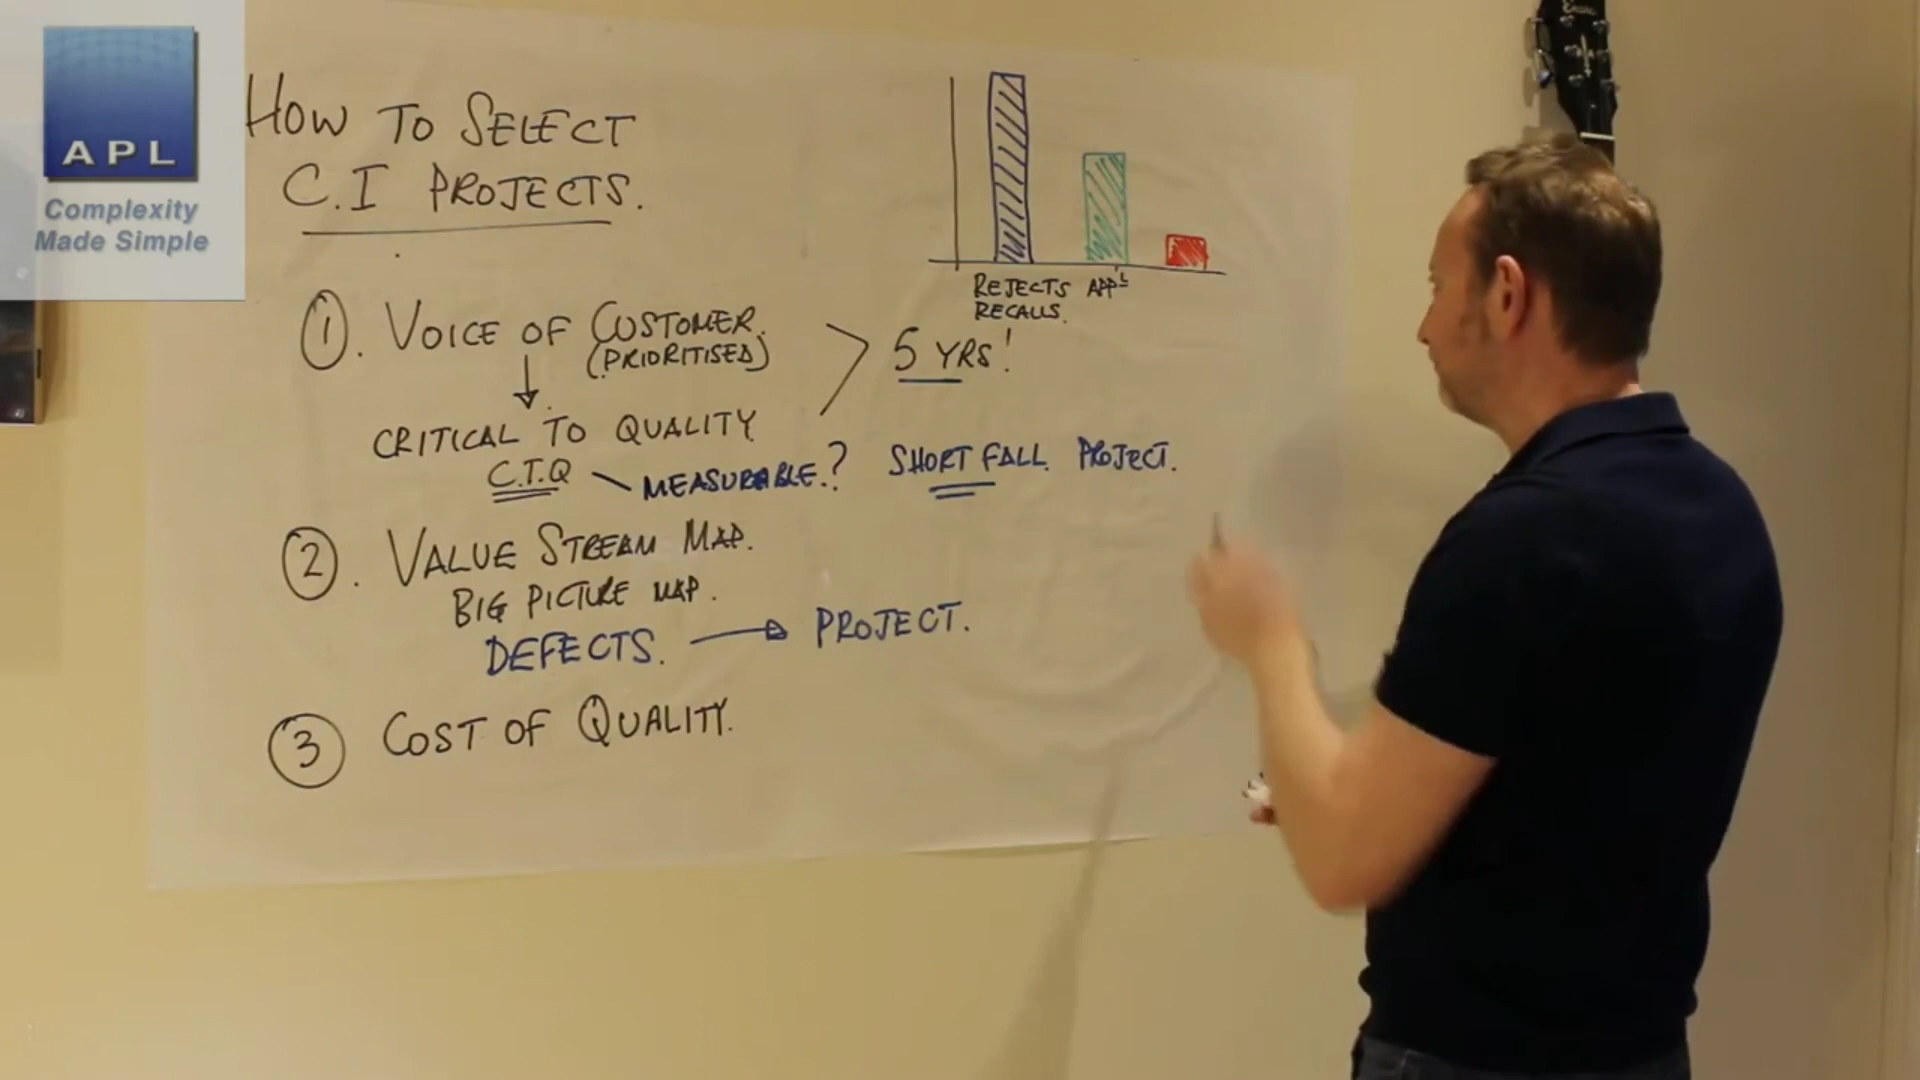 APL
Complexity
Made Simple
HOW TO SELECT
C.I PROJECTS.
REJECTS APPL
RECALLS.
1. VOICE OF CUSTOMER.
(PRIORITISED)
5 YRS!
CRITICAL TO QUALITY
C.T.Q
MEASURABLE.?
SHORT FALL. PROJECT.
2. VALUE STREAM MAP.
BIG PICTURE MAP.
DEFECTS. → PROJECT.
3 COST OF QUALITY.